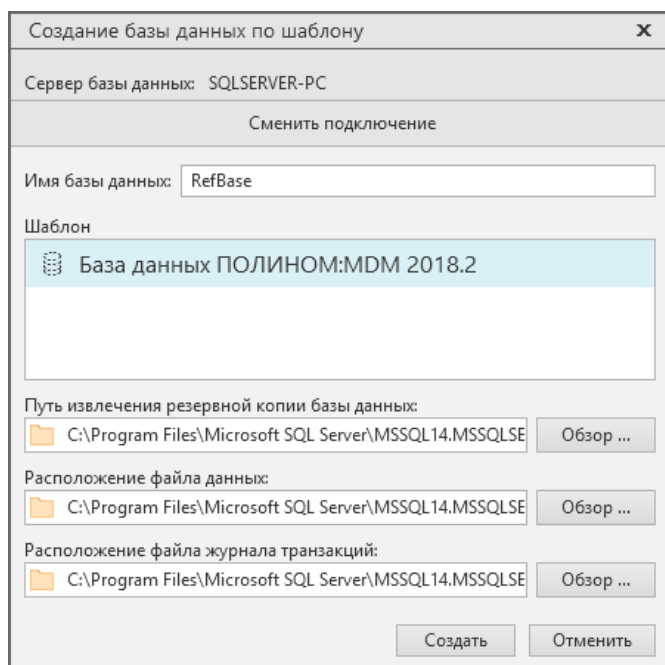 Создание базы данных по шаблону x
Сервер базы данных: SQLSERVER-PC
Сменить подключение
Имя базы данных: RefBase
Шаблон
База данных ПОЛИНОМ:MDM 2018.2
Путь извлечения резервной копии базы данных:
C:\Program Files\Microsoft SQL Server\MSSQL14.MSSQLSE Обзор ...
Расположение файла данных:
C:\Program Files\Microsoft SQL Server\MSSQL14.MSSQLSE Обзор ...
Расположение файла журнала транзакций:
C:\Program Files\Microsoft SQL Server\MSSQL14.MSSQLSE Обзор ...
Создать Отменить